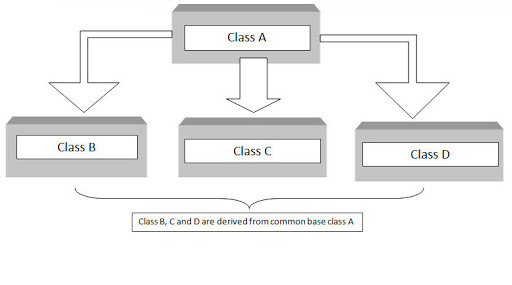 Class A
Class B
Class C
Class D
Class B, C and D are derived from common base class A